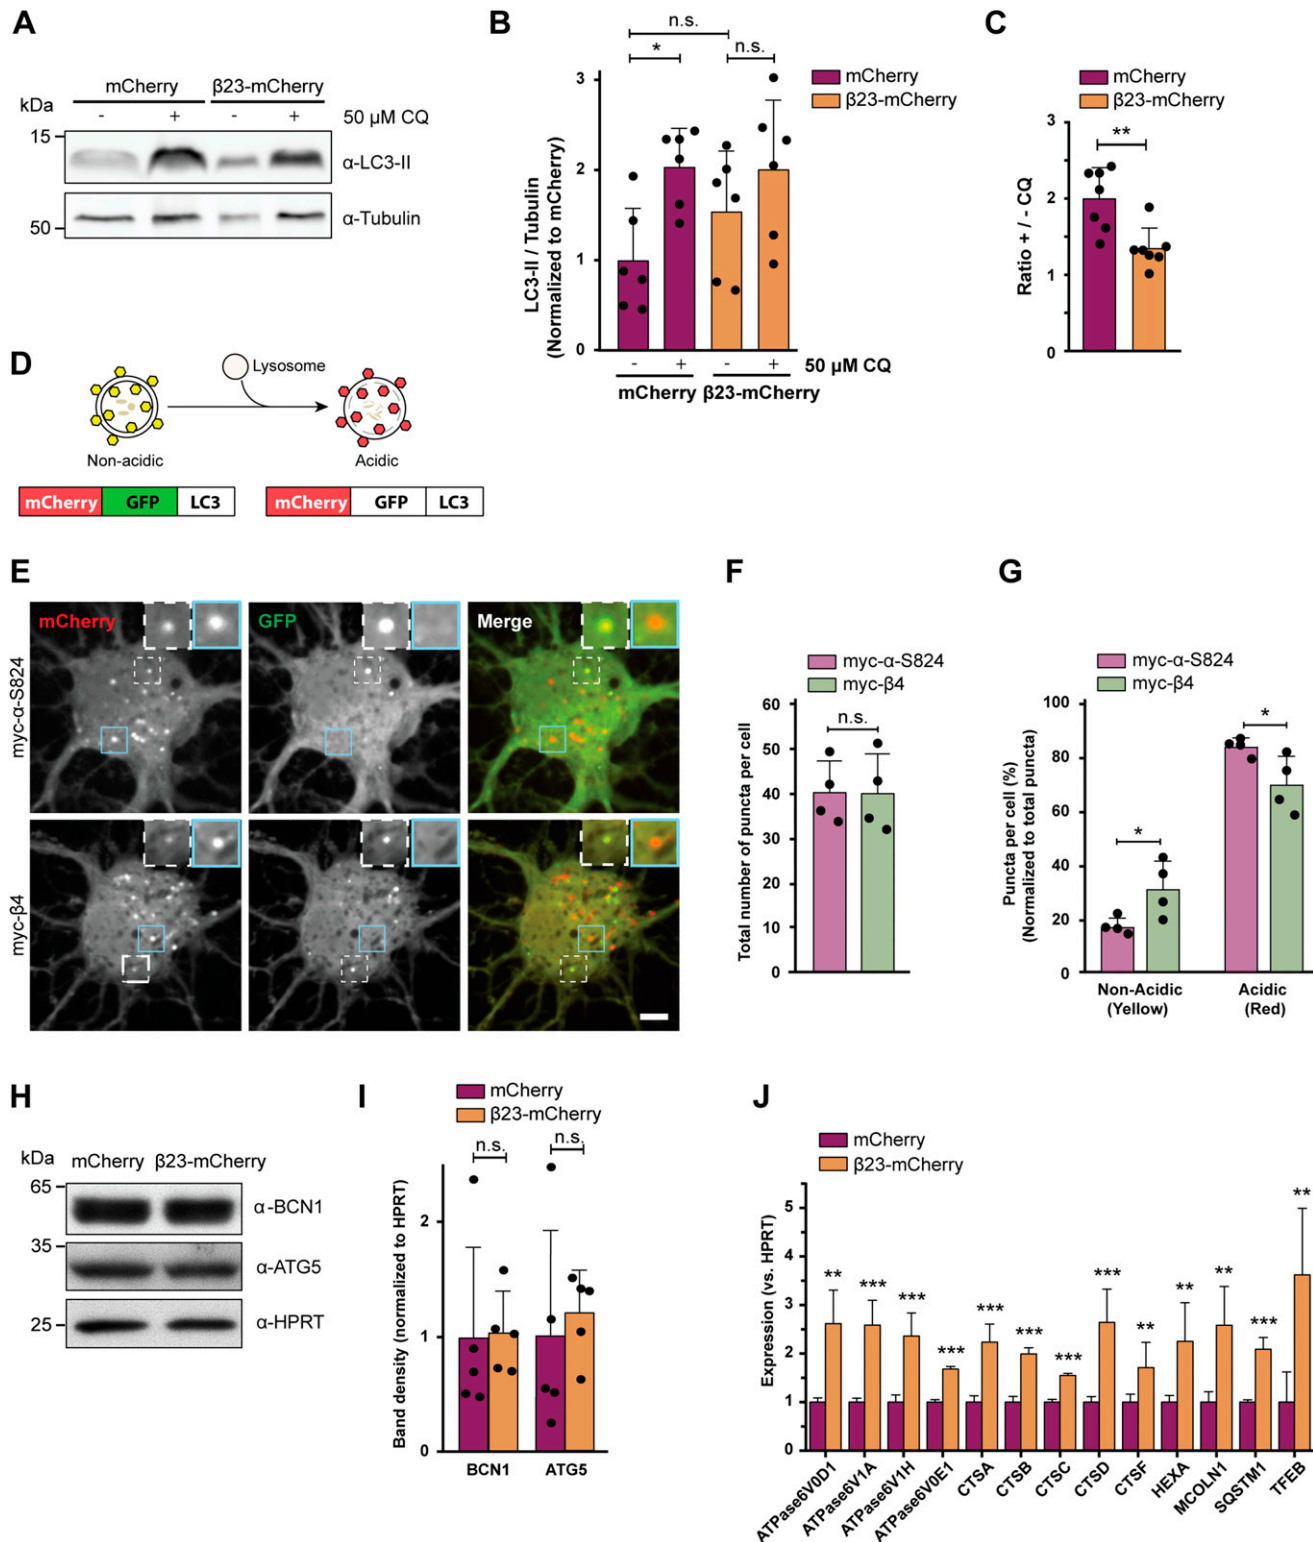 A
mCherry β23-mCherry
kDa - + - + 50 µM CQ
15
α-LC3-II
α-Tubulin
50
B
n.s.
* n.s.
mCherry
β23-mCherry
LC3-II / Tubulin
(Normalized to mCherry)
3
2
1
0
- + - + 50 µM CQ
mCherry β23-mCherry
C
mCherry
β23-mCherry
Ratio + / - CQ
3
**
2
1
0
D
Lysosome
Non-acidic Acidic
mCherry GFP LC3
mCherry GFP LC3
E
mCherry GFP Merge
myc-α-S824
myc-β4
F
myc-α-S824
myc-β4
Total number of puncta per cell
60
n.s.
50
40
30
20
10
0
G
myc-α-S824
myc-β4
Puncta per cell (%)
(Normalized to total puncta)
100
*
80
60
*
40
20
0
Non-Acidic
(Yellow)
Acidic
(Red)
H
kDa mCherry β23-mCherry
65
α-BCN1
35
α-ATG5
25
α-HPRT
I
mCherry
β23-mCherry
n.s. n.s.
Band density (normalized to HPRT)
2
1
0
BCN1 ATG5
J
mCherry
β23-mCherry
Expression (vs. HPRT)
5
4
3
2
1
0
** *** *** *** *** *** *** *** ** ** ** *** **
ATPase6V0D1
ATPase6V1A
ATPase6V1H
ATPase6V0E1
CTSA
CTSB
CTSC
CTSD
CTSF
HEXA
MCOLN1
SQSTM1
TFEB